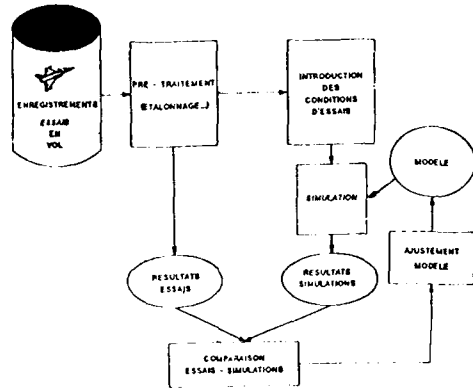 ENREGISTREMENTS
ESSAIS
EN
VOL
PRE - TRAITEMENT
(ETALONNAGE...)
INTRODUCTION
DES
CONDITIONS
D'ESSAIS
SIMULATION
MODELE
RESULTATS
ESSAIS
RESULTATS
SIMULATIONS
AJUSTEMENT
MODELE
COMPARAISON
ESSAIS - SIMULATIONS